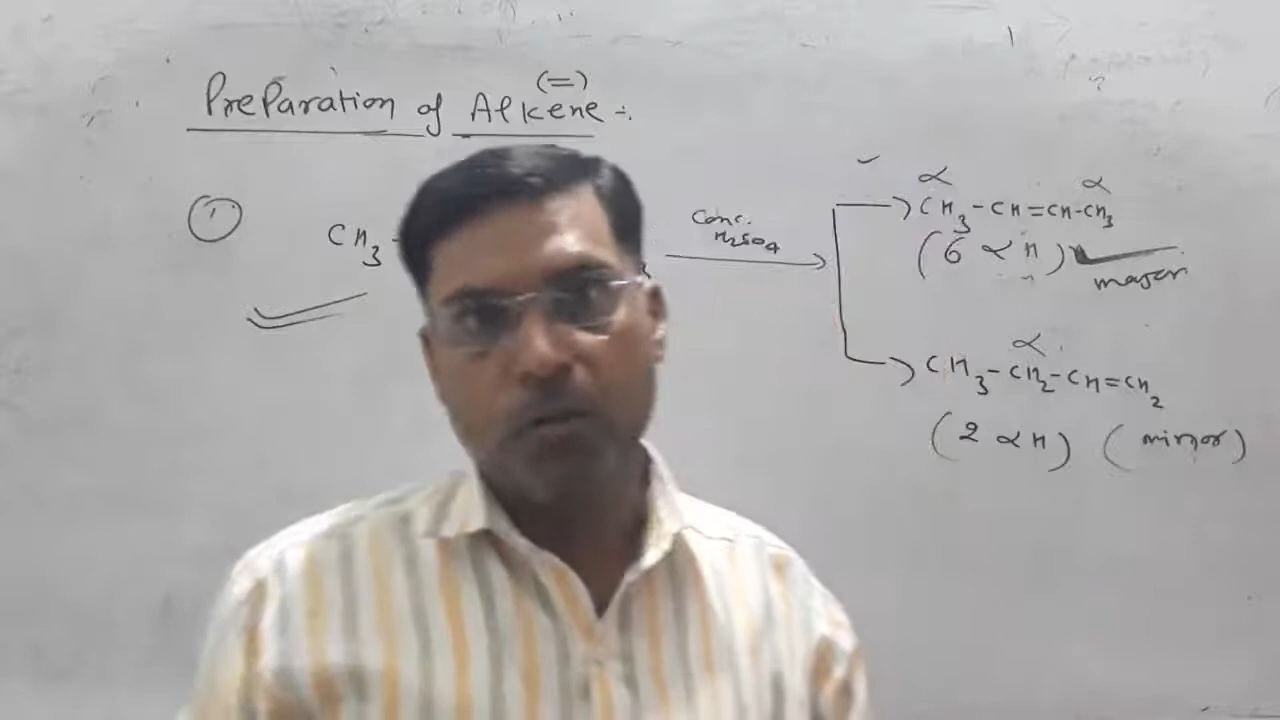 (=)
Preparation of Alkene :-
①
CH3-
Conc.
H2SO4
α α
CH3-CH=CH-CH3
(6 α H)
major
α
CH3-CH2-CH=CH2
(2 αH) (minor)